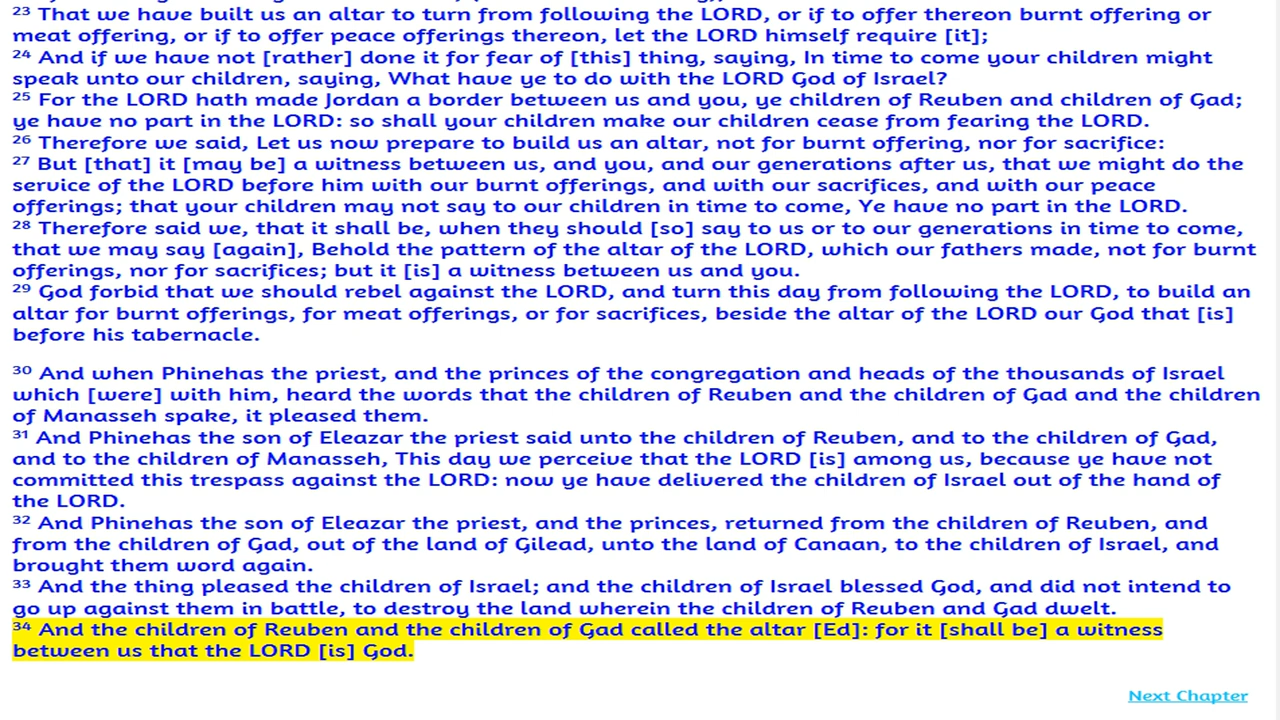 23 That we have built us an altar to turn from following the LORD, or if to offer thereon burnt offering or
meat offering, or if to offer peace offerings thereon, let the LORD himself require [it];
24 And if we have not [rather] done it for fear of [this] thing, saying, In time to come your children might
speak unto our children, saying, What have ye to do with the LORD God of Israel?
25 For the LORD hath made Jordan a border between us and you, ye children of Reuben and children of Gad;
ye have no part in the LORD: so shall your children make our children cease from fearing the LORD.
26 Therefore we said, Let us now prepare to build us an altar, not for burnt offering, nor for sacrifice:
27 But [that] it [may be] a witness between us, and you, and our generations after us, that we might do the
service of the LORD before him with our burnt offerings, and with our sacrifices, and with our peace
offerings; that your children may not say to our children in time to come, Ye have no part in the LORD.
28 Therefore said we, that it shall be, when they should [so] say to us or to our generations in time to come,
that we may say [again], Behold the pattern of the altar of the LORD, which our fathers made, not for burnt
offerings, nor for sacrifices; but it [is] a witness between us and you.
29 God forbid that we should rebel against the LORD, and turn this day from following the LORD, to build an
altar for burnt offerings, for meat offerings, or for sacrifices, beside the altar of the LORD our God that [is]
before his tabernacle.
30 And when Phinehas the priest, and the princes of the congregation and heads of the thousands of Israel
which [were] with him, heard the words that the children of Reuben and the children of Gad and the children
of Manasseh spake, it pleased them.
31 And Phinehas the son of Eleazar the priest said unto the children of Reuben, and to the children of Gad,
and to the children of Manasseh, This day we perceive that the LORD [is] among us, because ye have not
committed this trespass against the LORD: now ye have delivered the children of Israel out of the hand of
the LORD.
32 And Phinehas the son of Eleazar the priest, and the princes, returned from the children of Reuben, and
from the children of Gad, out of the land of Gilead, unto the land of Canaan, to the children of Israel, and
brought them word again.
33 And the thing pleased the children of Israel; and the children of Israel blessed God, and did not intend to
go up against them in battle, to destroy the land wherein the children of Reuben and Gad dwelt.
34 And the children of Reuben and the children of Gad called the altar [Ed]: for it [shall be] a witness
between us that the LORD [is] God.
Next Chapter